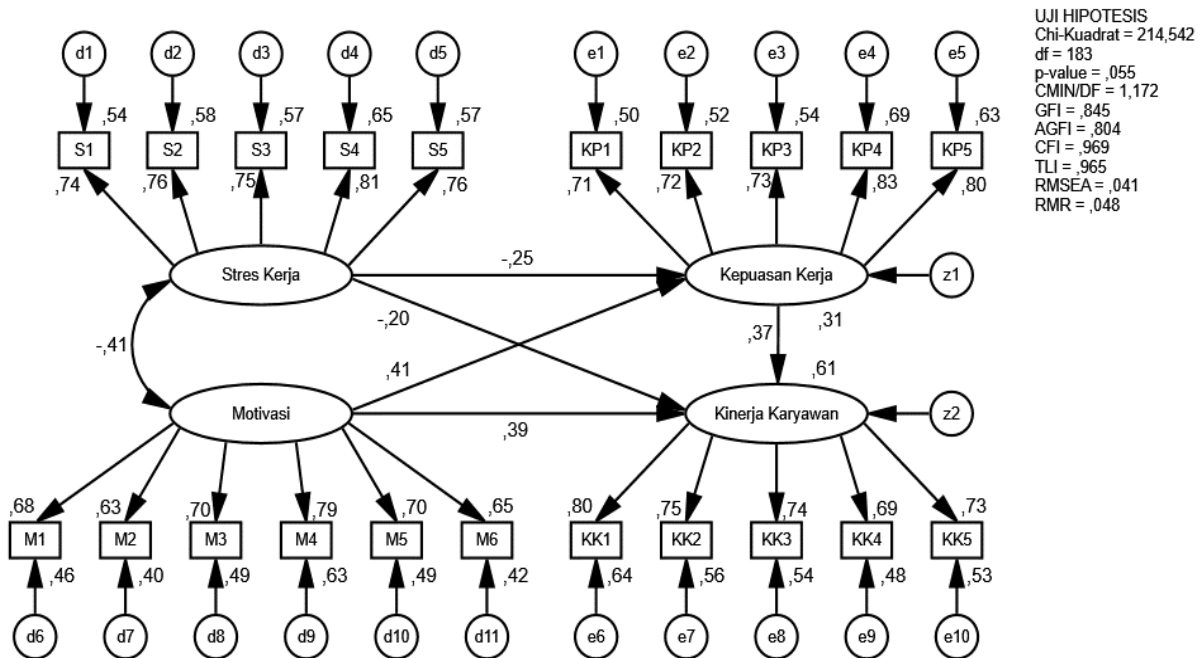 UJI HIPOTESIS
Chi-Kuadrat = 214,542
df = 183
p-value = ,055
CMIN/DF = 1,172
GFI = ,845
AGFI = ,804
CFI = ,969
TLI = ,965
RMSEA = ,041
RMR = ,048
d1 d2 d3 d4 d5 e1 e2 e3 e4 e5
,54 ,58 ,57 ,65 ,57 ,50 ,52 ,54 ,69 ,63
S1 S2 S3 S4 S5 KP1 KP2 KP3 KP4 KP5
,74 ,76 ,75 ,81 ,76 ,71 ,72 ,73 ,83 ,80
Stres Kerja -,25 Kepuasan Kerja z1
-,20 ,37 ,31
-,41
,41 ,61
Motivasi ,39 Kinerja Karyawan z2
,68 ,63 ,70 ,79 ,70 ,65 ,80 ,75 ,74 ,69 ,73
M1 M2 M3 M4 M5 M6 KK1 KK2 KK3 KK4 KK5
,46 ,40 ,49 ,63 ,49 ,42 ,64 ,56 ,54 ,48 ,53
d6 d7 d8 d9 d10 d11 e6 e7 e8 e9 e10